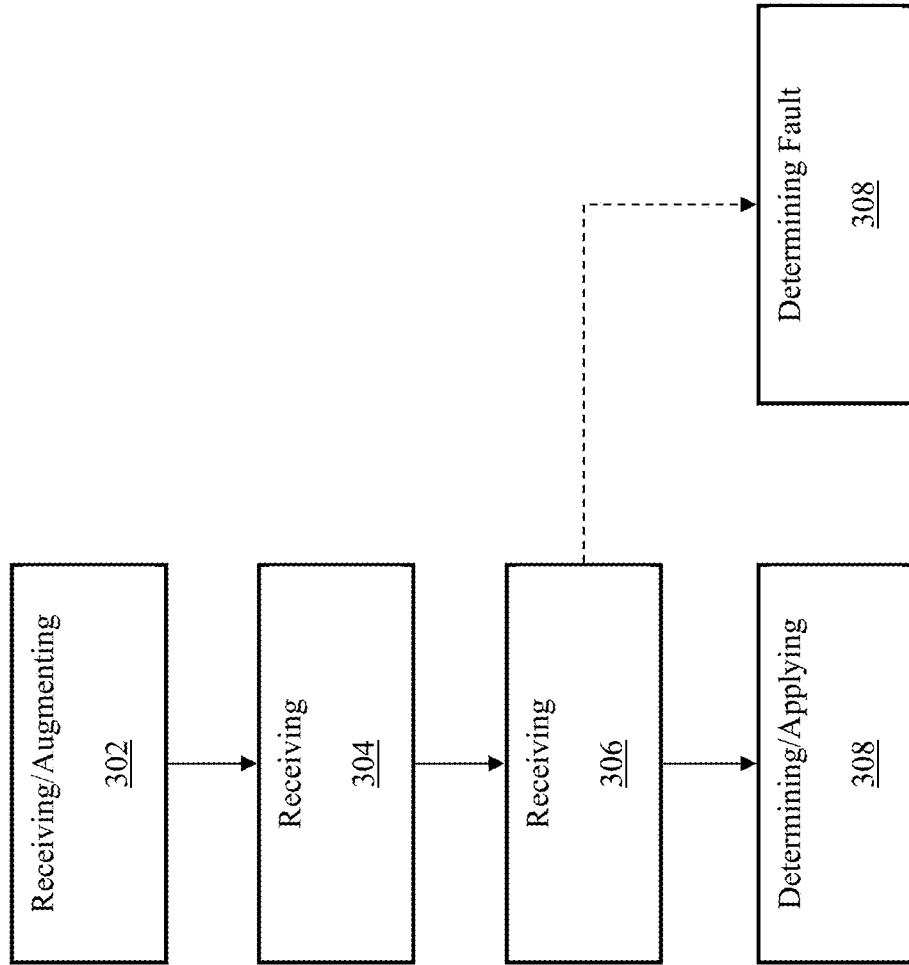 Receiving/Augmenting
302
Receiving
304
Receiving
306
Determining/Applying
308
Determining Fault
308